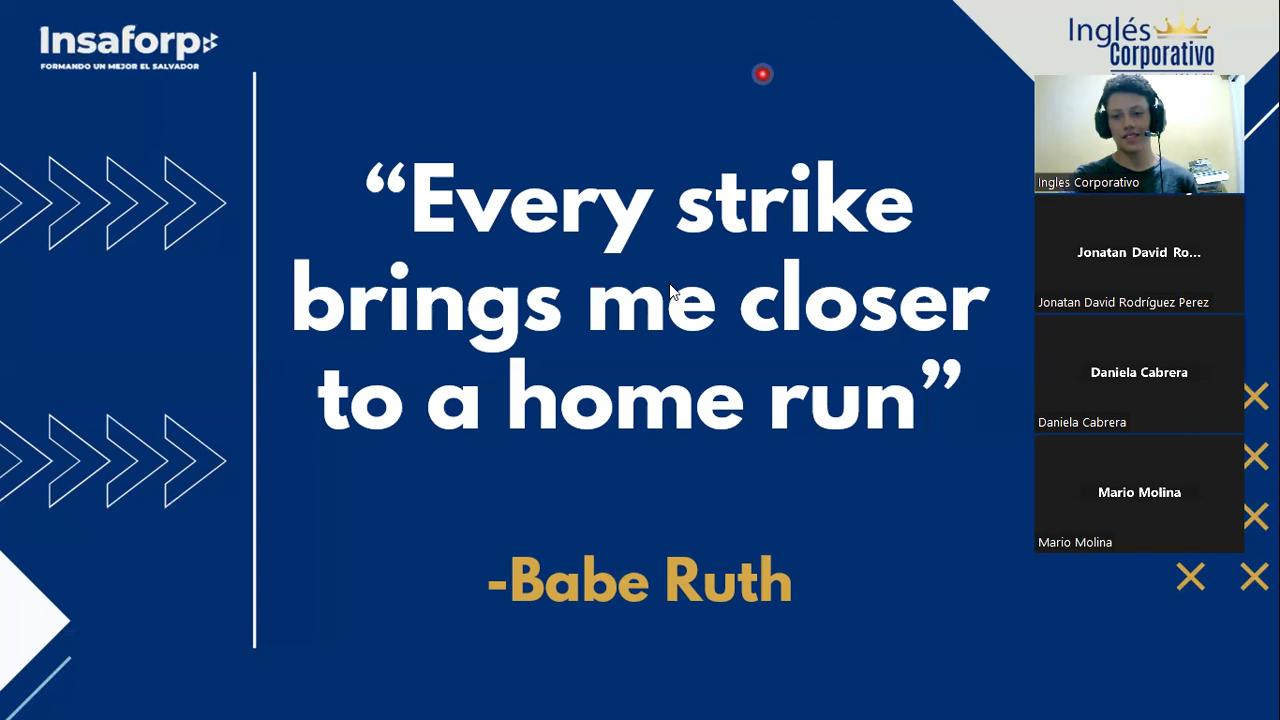 Insaforp
FORMANDO UN MEJOR EL SALVADOR
Inglés
Corporativo
“Every strike
brings me closer
to a home run”
-Babe Ruth
Ingles Corporativo
Jonatan David Ro...
Jonatan David Rodríguez Perez
Daniela Cabrera
Daniela Cabrera
Mario Molina
Mario Molina